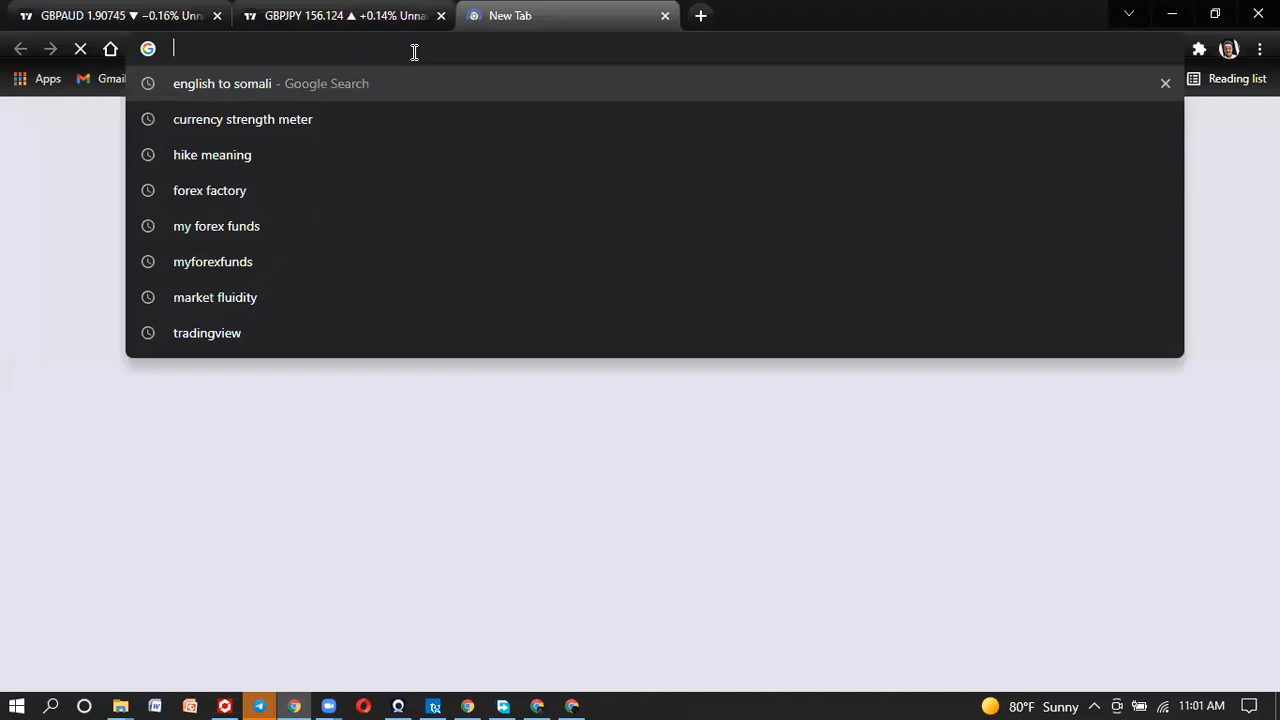 GBPAUD 1.90745 ▼ −0.16% Unna
GBPJPY 156.124 ▲ +0.14% Unna
New Tab
Apps
Gmail
Reading list
english to somali - Google Search
currency strength meter
hike meaning
forex factory
my forex funds
myforexfunds
market fluidity
tradingview
80°F Sunny
11:01 AM